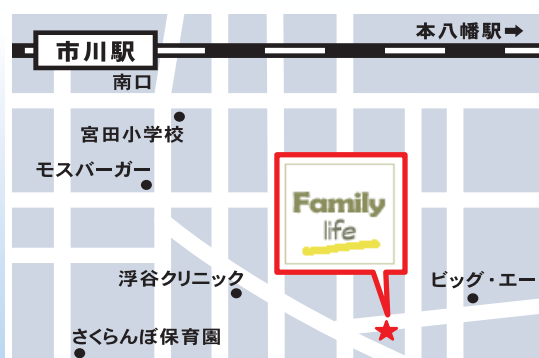 本八幡駅➡
市川駅
南口
宮田小学校
モスバーガー
Family
life
浮谷クリニック
ビッグ・エー
さくらんぼ保育園